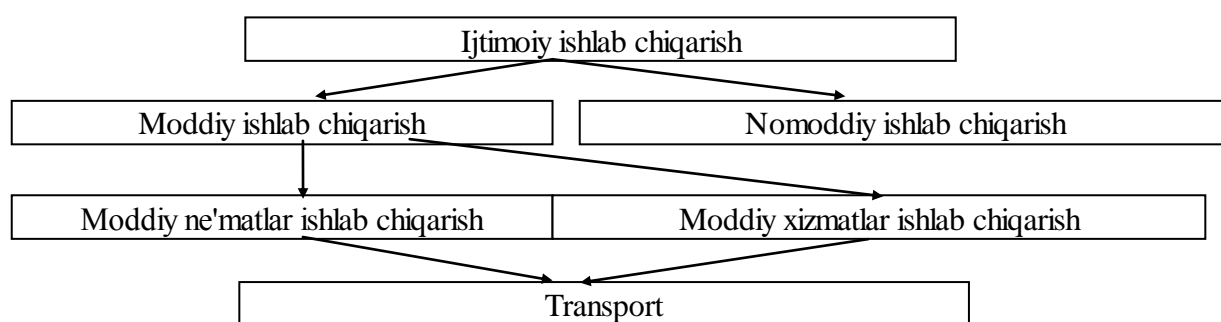 Ijtimoiy ishlab chiqarish
Moddiy ishlab chiqarish
Nomoddiy ishlab chiqarish
Moddiy ne'matlar ishlab chiqarish
Moddiy xizmatlar ishlab chiqarish
Transport